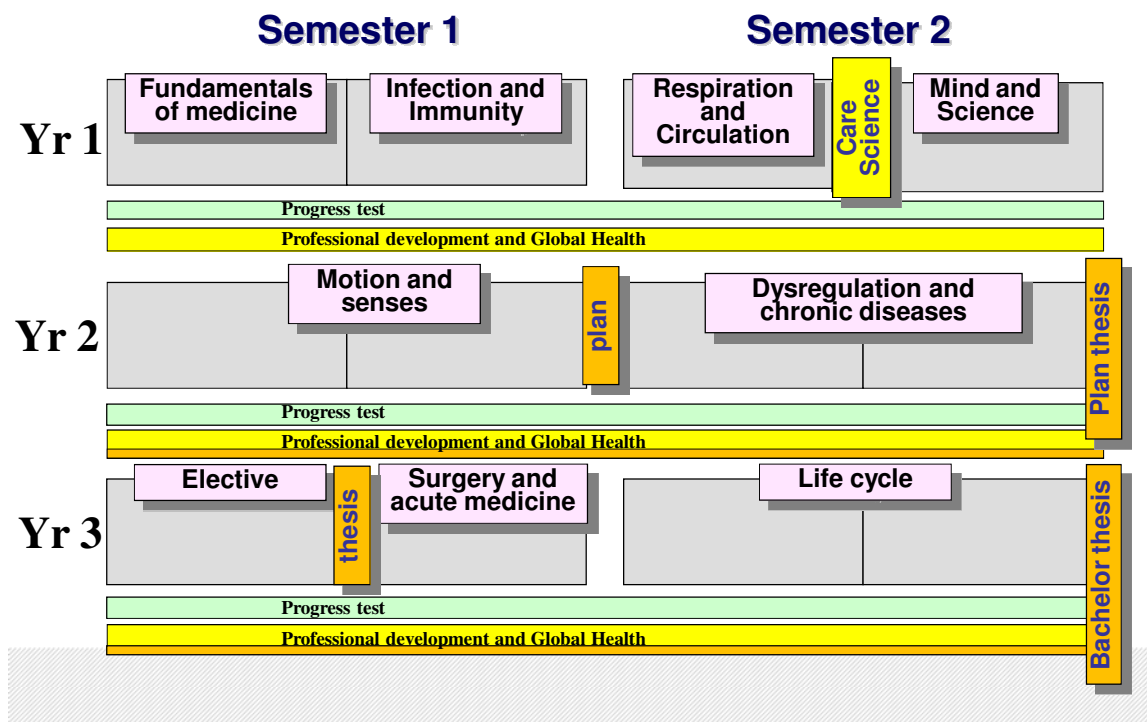 Semester 1
Semester 2
Yr 1
Fundamentals
of medicine
Infection and
Immunity
Respiration
and
Circulation
Care
Science
Mind and
Science
Progress test
Professional development and Global Health
Yr 2
Motion and
senses
plan
Dysregulation and
chronic diseases
Plan thesis
Progress test
Professional development and Global Health
Yr 3
Elective
thesis
Surgery and
acute medicine
Life cycle
Bachelor thesis
Progress test
Professional development and Global Health